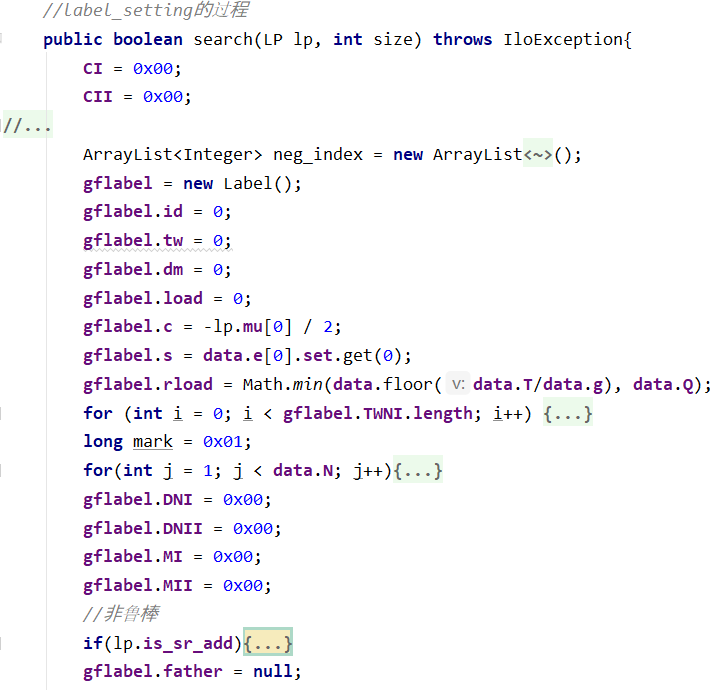 //label_setting的过程
public boolean search(LP lp, int size) throws IloException{
CI = 0x00;
CII = 0x00;
//...
ArrayList<Integer> neg_index = new ArrayList<~>();
gflabel = new Label();
gflabel.id = 0;
gflabel.tw = 0;
gflabel.dm = 0;
gflabel.load = 0;
gflabel.c = -lp.mu[0] / 2;
gflabel.s = data.e[0].set.get(0);
gflabel.rload = Math.min(data.floor( v: data.T/data.g), data.Q);
for (int i = 0; i < gflabel.TWNI.length; i++) {...}
long mark = 0x01;
for(int j = 1; j < data.N; j++){...}
gflabel.DNI = 0x00;
gflabel.DNII = 0x00;
gflabel.MI = 0x00;
gflabel.MII = 0x00;
//非鲁棒
if(lp.is_sr_add){...}
gflabel.father = null;